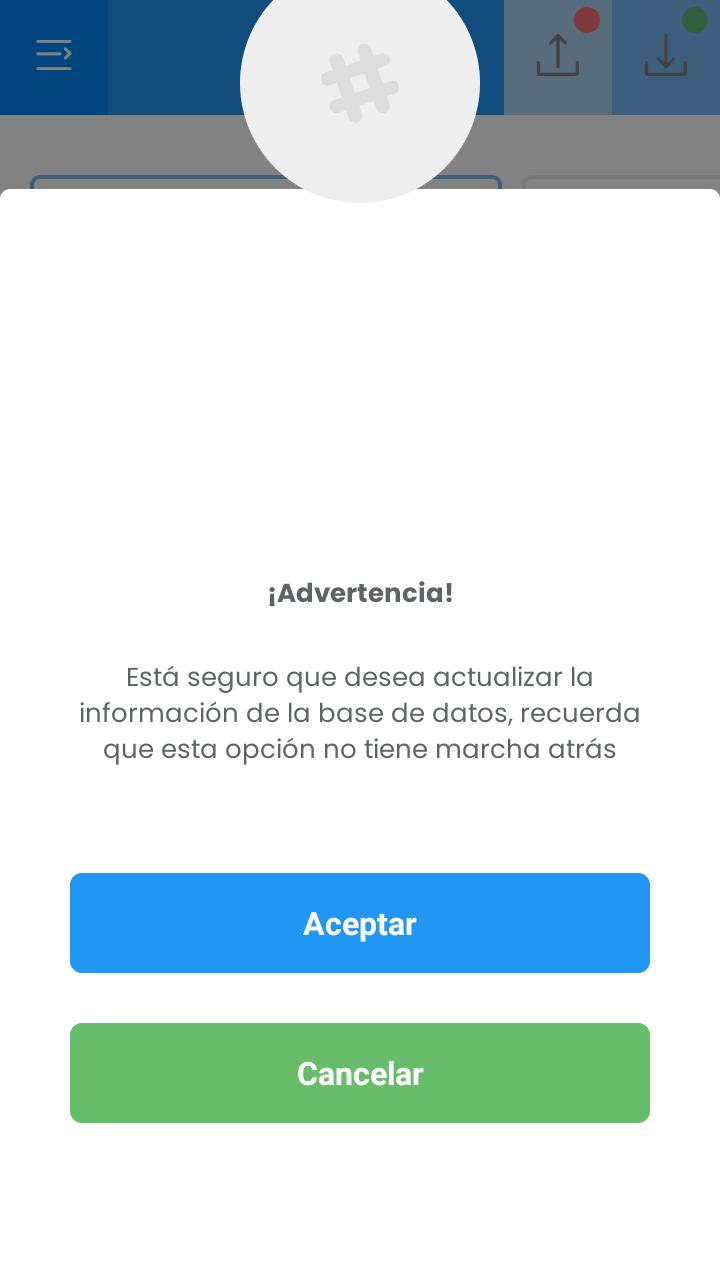 ¡Advertencia!
Está seguro que desea actualizar la
información de la base de datos, recuerda
que esta opción no tiene marcha atrás
Aceptar
Cancelar